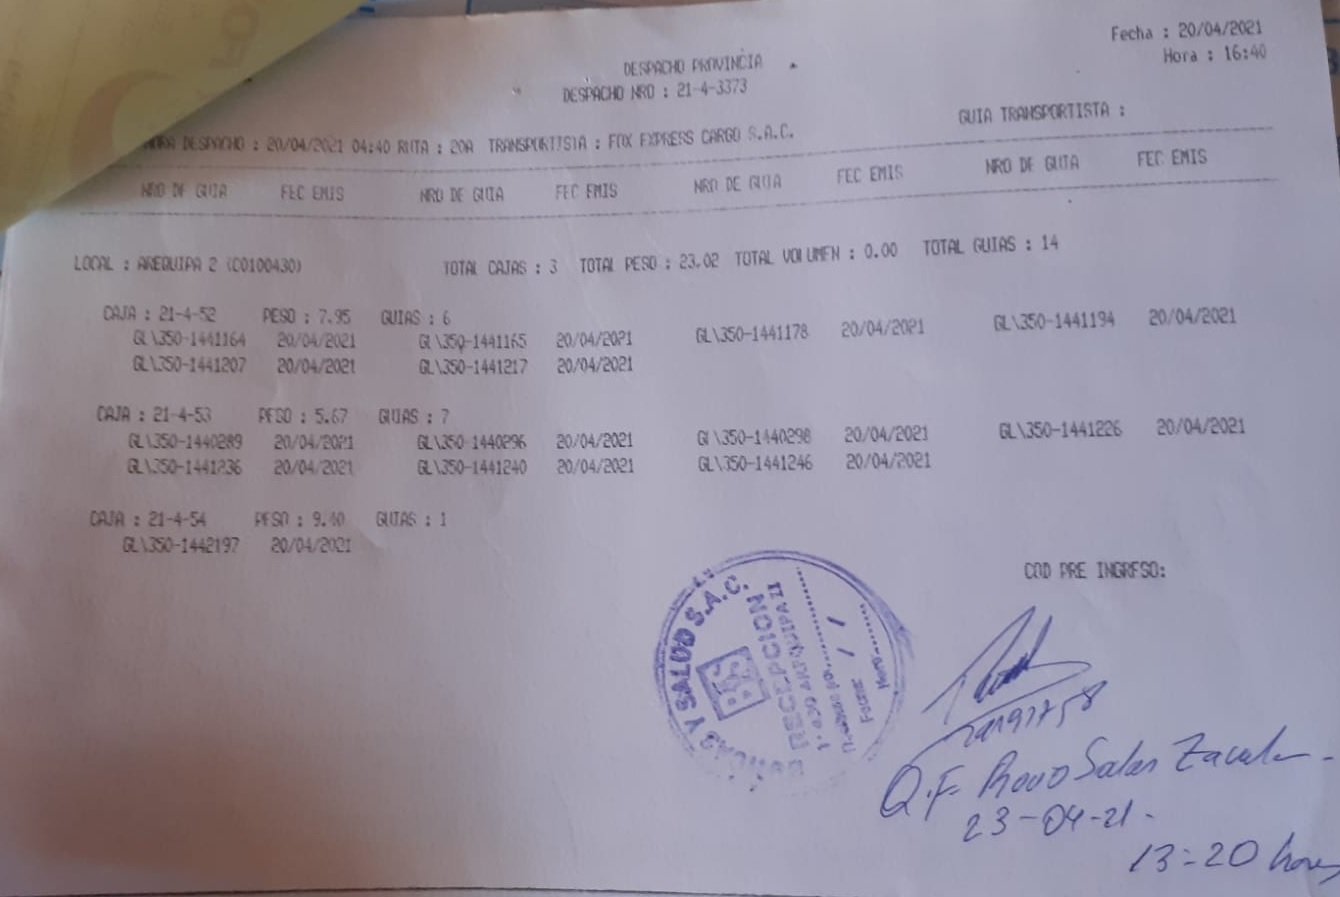 Fecha : 20/04/2021
Hora : 16:40
DESPACHO PROVINCIA
DESPACHO NRO : 21-4-3373
GUIA TRANSPORTISTA :
HORA DESPACHO : 20/04/2021 04:40 RUTA : 20A TRANSPORTISTA : FOX EXPRESS CARGO S.A.C.
NRO DE GUIA FEC EMIS NRO DE GUIA FEC EMIS NRO DE GUIA FEC EMIS NRO DE GUIA FEC EMIS
LOCAL : AREQUIPA 2 (C0100430) TOTAL CAJAS : 3 TOTAL PESO : 23.02 TOTAL VOLUMEN : 0.00 TOTAL GUIAS : 14
CAJA : 21-4-52 PESO : 7.95 GUIAS : 6
GL\350-1441164 20/04/2021 GL\350-1441165 20/04/2021 GL\350-1441178 20/04/2021 GL\350-1441194 20/04/2021
GL\350-1441207 20/04/2021 GL\350-1441217 20/04/2021
CAJA : 21-4-53 PESO : 5.67 GUIAS : 7
GL\350-1440289 20/04/2021 GL\350-1440296 20/04/2021 GL\350-1440298 20/04/2021 GL\350-1441226 20/04/2021
GL\350-1441236 20/04/2021 GL\350-1441240 20/04/2021 GL\350-1441246 20/04/2021
CAJA : 21-4-54 PESO : 9.40 GUIAS : 1
GL\350-1442197 20/04/2021
COD PRE INGRESO:
BOTICAS Y SALUD S.A.C.
RECEPCION
AREQUIPA II
Fecha: / /
Hora:
Q.F.
23-04-21.
13-20 horas